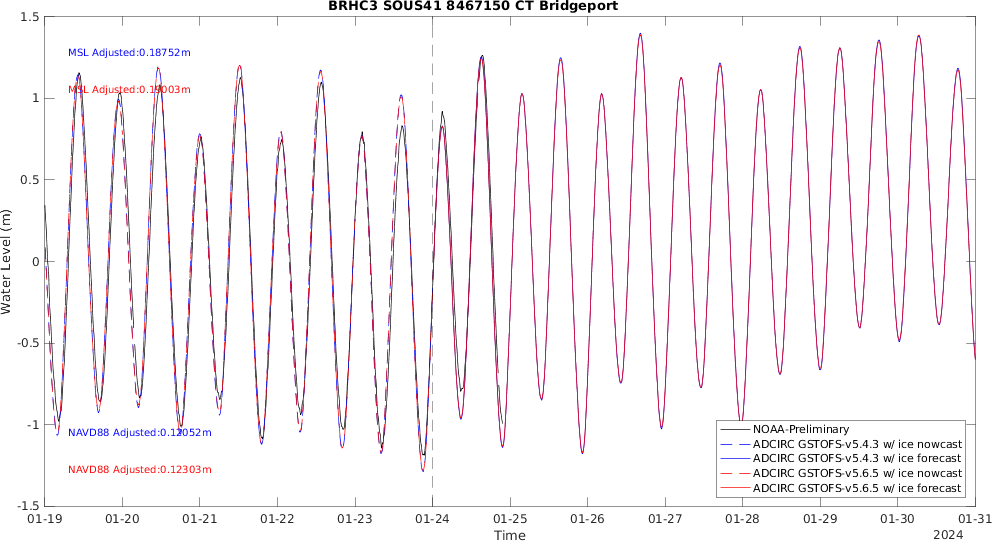 BRHC3 SOUS41 8467150 CT Bridgeport
1.5
1
0.5
0
-0.5
-1
-1.5
Water Level (m)
MSL Adjusted:0.18752m
MSL Adjusted:0.19003m
NAVD88 Adjusted:0.12052m
NAVD88 Adjusted:0.12303m
NOAA-Preliminary
ADCIRC GSTOFS-v5.4.3 w/ ice nowcast
ADCIRC GSTOFS-v5.4.3 w/ ice forecast
ADCIRC GSTOFS-v5.6.5 w/ ice nowcast
ADCIRC GSTOFS-v5.6.5 w/ ice forecast
01-19 01-20 01-21 01-22 01-23 01-24 01-25 01-26 01-27 01-28 01-29 01-30 01-31
Time
2024